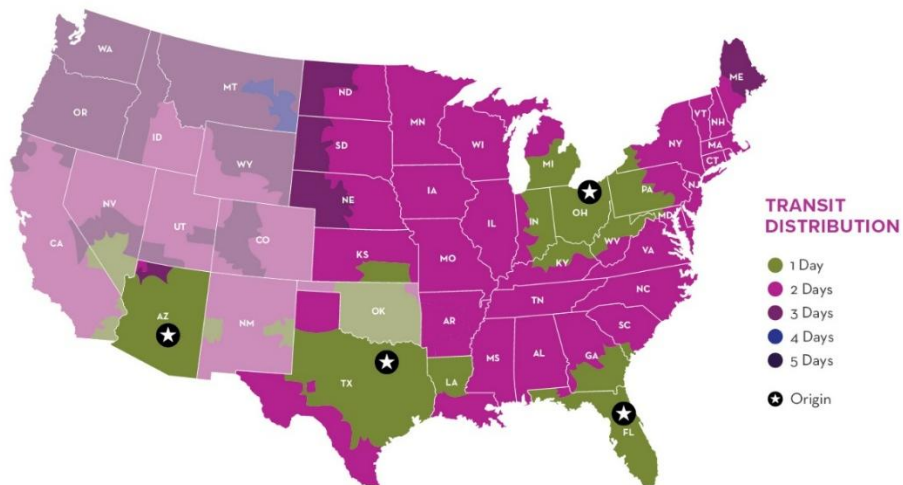 WA
MT
ND
ME
OR
ID
MN
VT
NH
SD
WI
NY
MA
WY
MI
CT
NE
IA
PA
NJ
NV
UT
CO
IL
IN
OH
MD
CA
WV
VA
KS
MO
KY
NC
TN
AZ
NM
OK
AR
SC
MS
AL
GA
TX
LA
FL
TRANSIT
DISTRIBUTION
1 Day
2 Days
3 Days
4 Days
5 Days
Origin